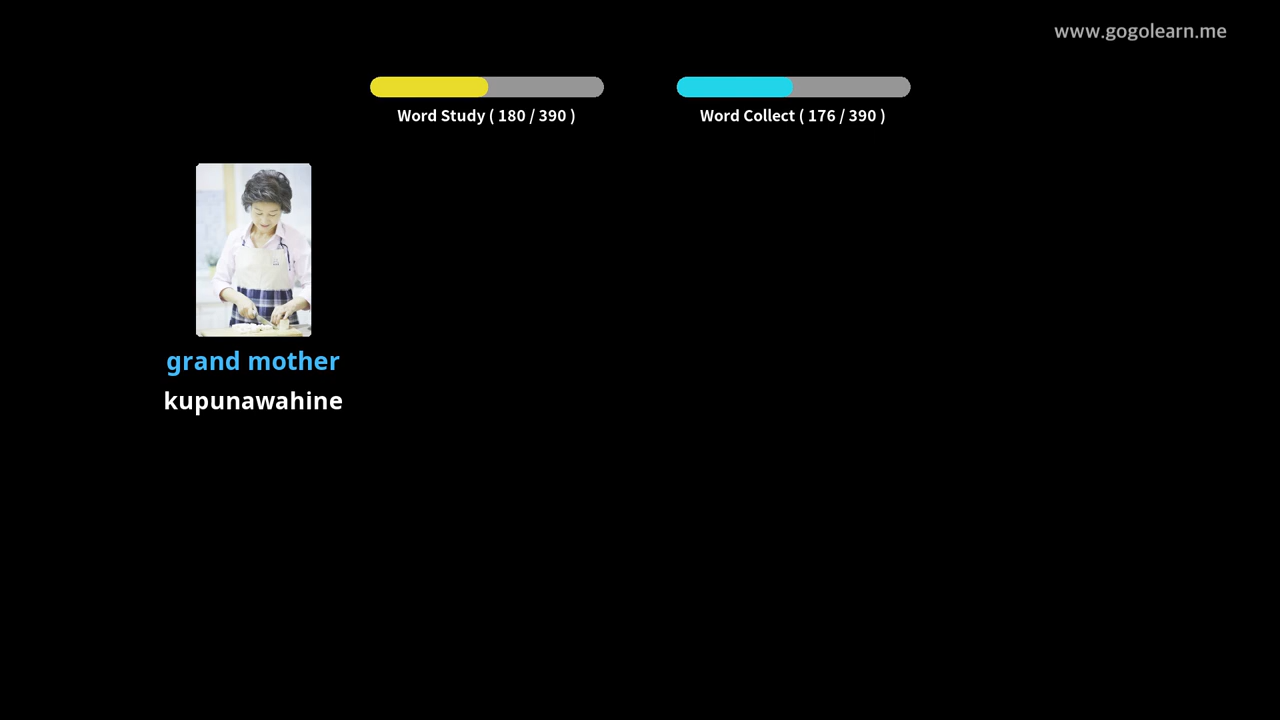 www.gogolearn.me
Word Study ( 180 / 390 )
Word Collect ( 176 / 390 )
grand mother
kupunawahine